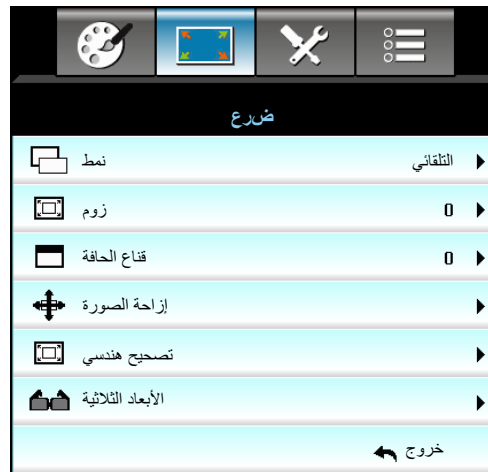 ضرع
نمط التلقائي
زوم 0
قناع الحافة 0
إزاحة الصورة
تصحيح هندسي
الأبعاد الثلاثية
خروج